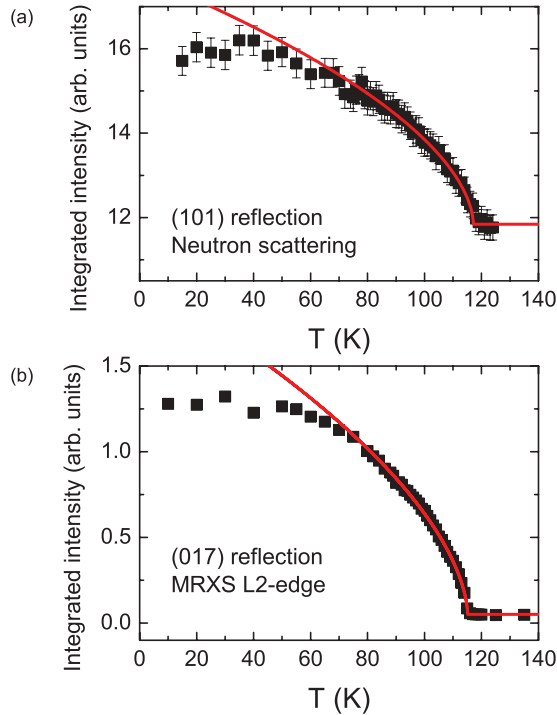 (a)
Integrated intensity (arb. units)
16
14
12
(101) reflection
Neutron scattering
0 20 40 60 80 100 120 140
T (K)
(b)
Integrated intensity (arb. units)
1.5
1.0
0.5
0.0
(017) reflection
MRXS L2-edge
0 20 40 60 80 100 120 140
T (K)